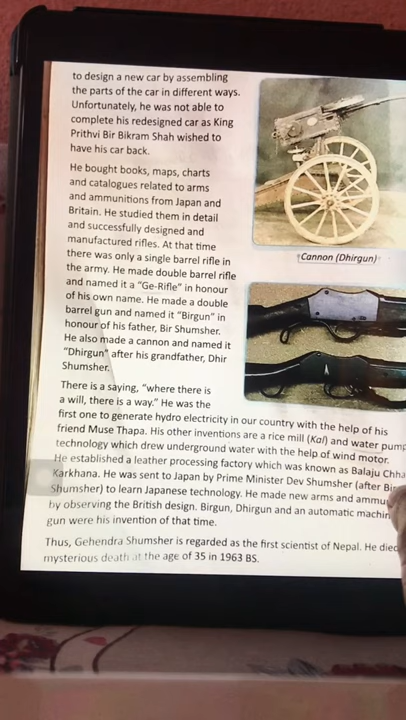 to design a new car by assembling
the parts of the car in different ways.
Unfortunately, he was not able to
complete his redesigned car as King
Prithvi Bir Bikram Shah wished to
have his car back.
He bought books, maps, charts
and catalogues related to arms
and ammunitions from Japan and
Britain. He studied them in detail
and successfully designed and
manufactured rifles. At that time
there was only a single barrel rifle in
the army. He made double barrel rifle
and named it a "Ge-Rifle" in honour
of his own name. He made a double
barrel gun and named it "Birgun" in
honour of his father, Bir Shumsher.
He also made a cannon and named it
"Dhirgun" after his grandfather, Dhir
Shumsher.
Cannon (Dhirgun)
There is a saying, "where there is
a will, there is a way." He was the
first one to generate hydro electricity in our country with the help of his
friend Muse Thapa. His other inventions are a rice mill (Kal) and water pump
technology which drew underground water with the help of wind motor.
He established a leather processing factory which was known as Balaju Chha
Karkhana. He was sent to Japan by Prime Minister Dev Shumsher (after Bir
Shumsher) to learn Japanese technology. He made new arms and ammu
by observing the British design. Birgun, Dhirgun and an automatic machin
gun were his invention of that time.
Thus, Gehendra Shumsher is regarded as the first scientist of Nepal. He died
mysterious death at the age of 35 in 1963 BS.